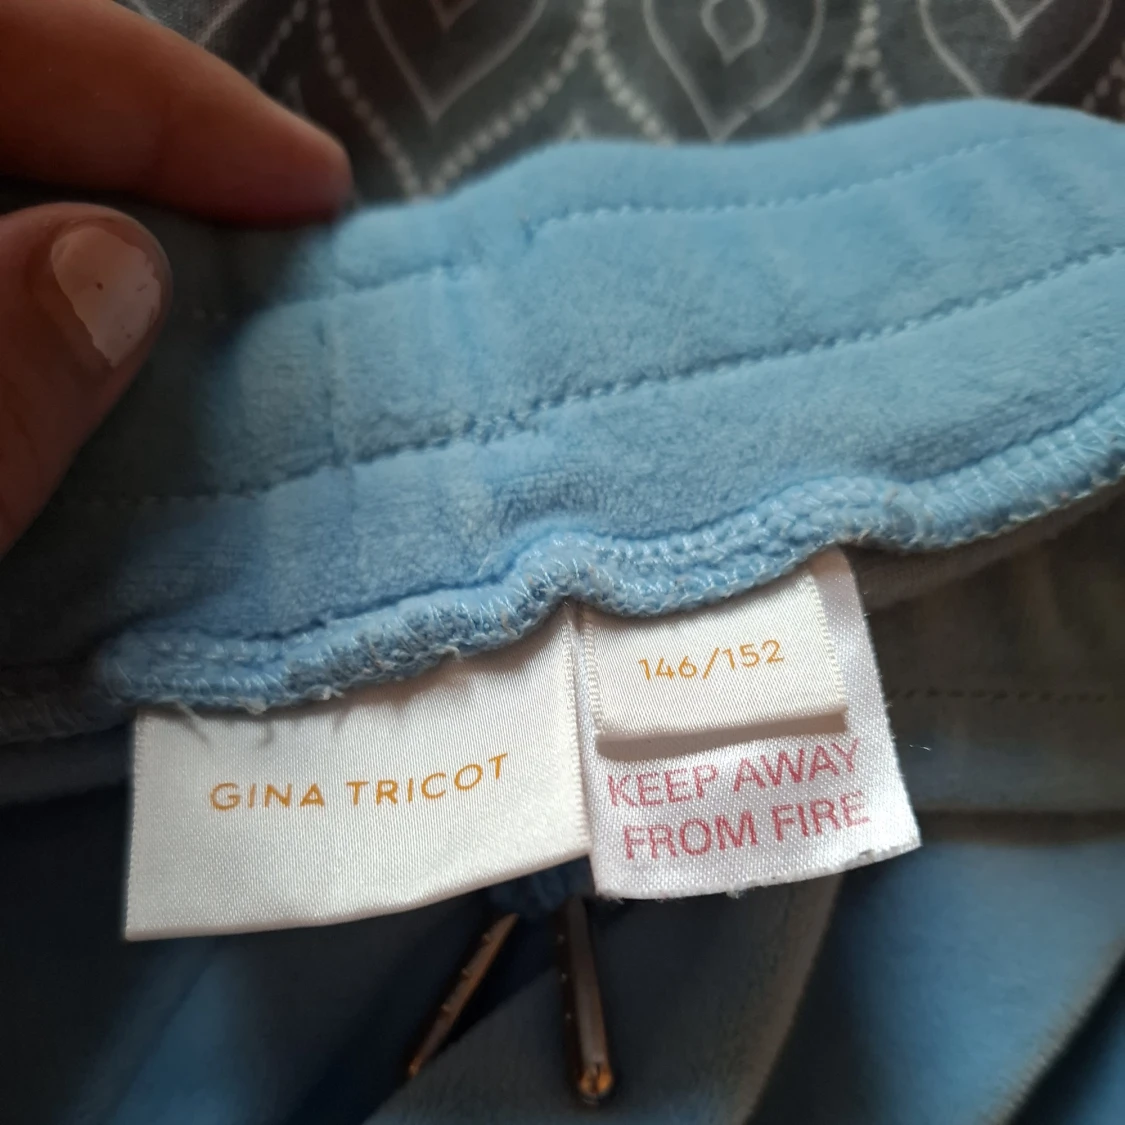 GINA TRICOT
146/152
KEEP AWAY
FROM FIRE